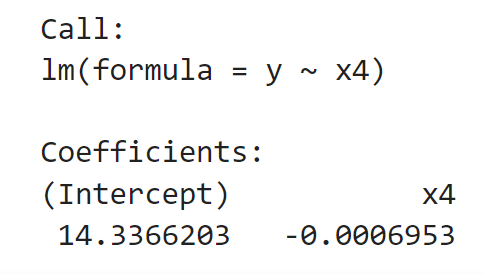 Call:
lm(formula = y ~ x4)
Coefficients:
(Intercept) x4
14.3366203 -0.0006953